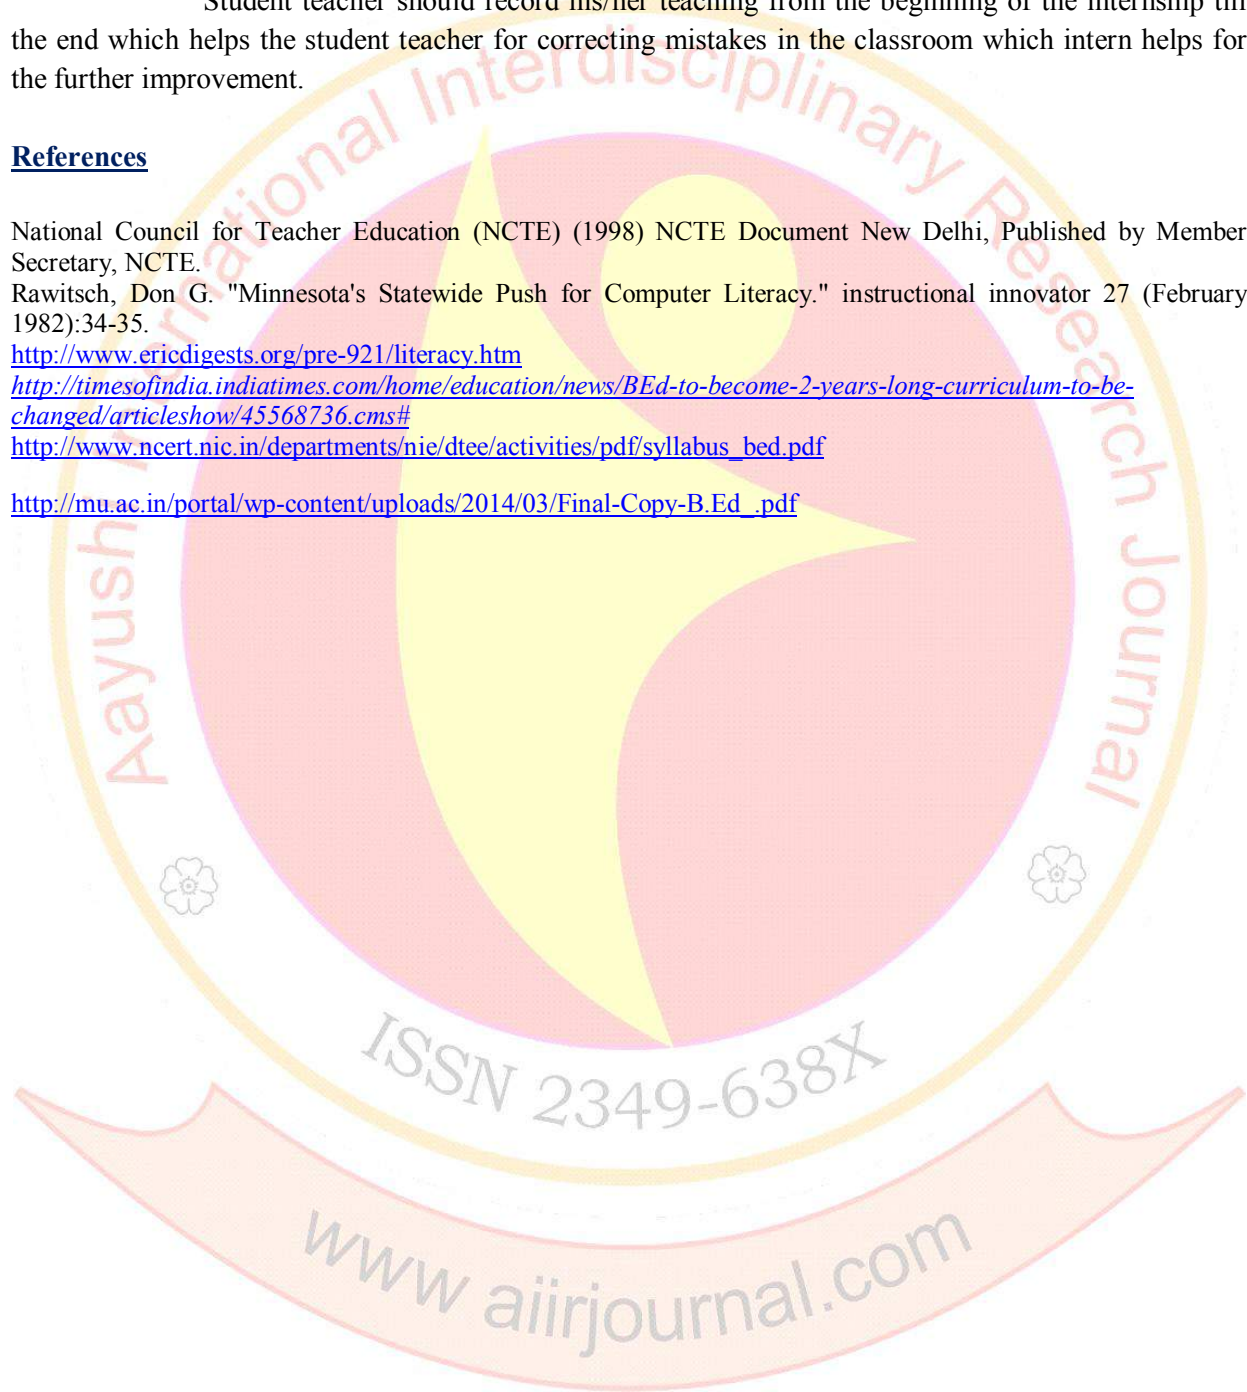 Student teacher should record his/her teaching from the beginning of the internship till
the end which helps the student teacher for correcting mistakes in the classroom which intern helps for
the further improvement.
References
National Council for Teacher Education (NCTE) (1998) NCTE Document New Delhi, Published by Member
Secretary, NCTE.
Rawitsch, Don G. "Minnesota's Statewide Push for Computer Literacy." instructional innovator 27 (February
1982):34-35.
http://www.ericdigests.org/pre-921/literacy.htm
http://timesofindia.indiatimes.com/home/education/news/BEd-to-become-2-years-long-curriculum-to-be-
changed/articleshow/45568736.cms#
http://www.ncert.nic.in/departments/nie/dtee/activities/pdf/syllabus_bed.pdf
http://mu.ac.in/portal/wp-content/uploads/2014/03/Final-Copy-B.Ed_.pdf
Aayushi International Interdisciplinary Research Journal
ISSN 2349-638X
www aiirjournal.com